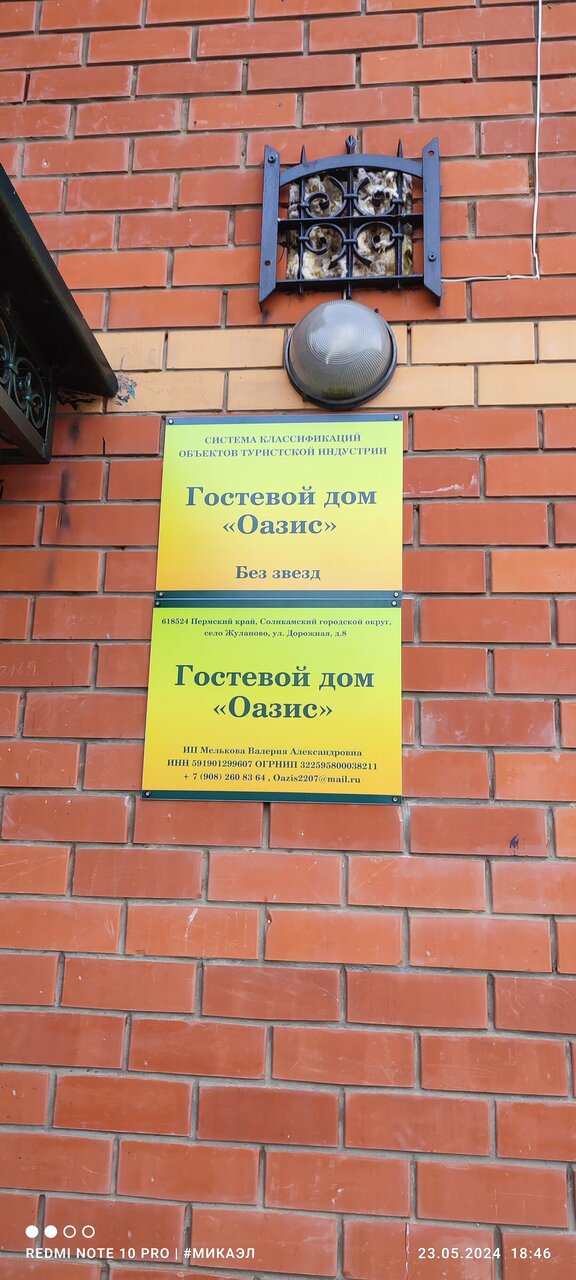 СИСТЕМА КЛАССИФИКАЦИЙ
ОБЪЕКТОВ ТУРИСТСКОЙ ИНДУСТРИИ
Гостевой дом
«Оазис»
Без звезд
618524 Пермский край, Соликамский городской округ,
село Жуланово, ул. Дорожная, д.8
Гостевой дом
«Оазис»
ИП Мелькова Валерия Александровна
ИНН 591901299607 ОГРНИП 322595800038211
+ 7 (908) 260 83 64 , Oazis2207@mail.ru
REDMI NOTE 10 PRO | #МИКАЭЛ
23.05.2024 18:46